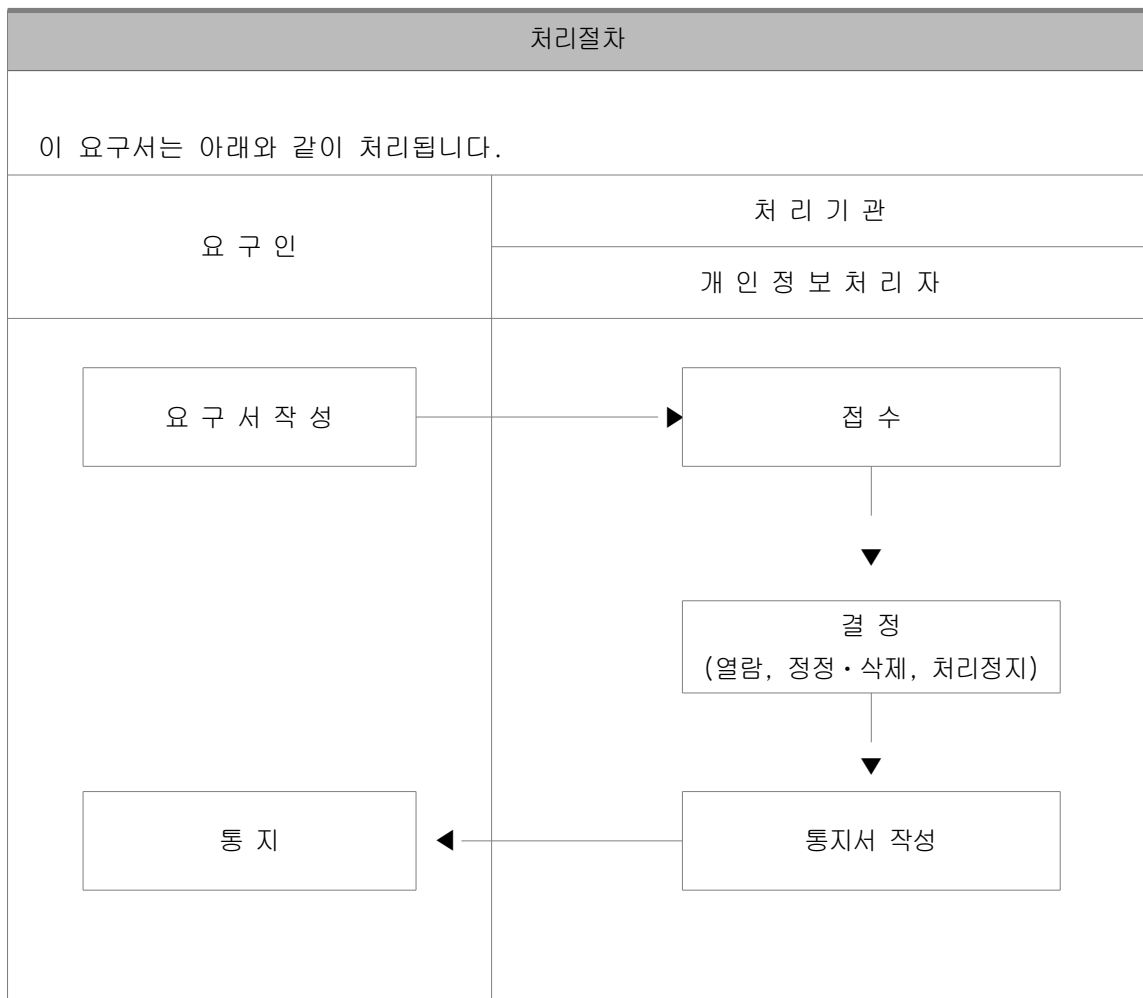 처리절차
이 요구서는 아래와 같이 처리됩니다.
요 구 인
처 리 기 관
개 인 정 보 처 리 자
요 구 서 작 성
접 수
결 정
(열람, 정정・삭제, 처리정지)
통 지
통지서 작성